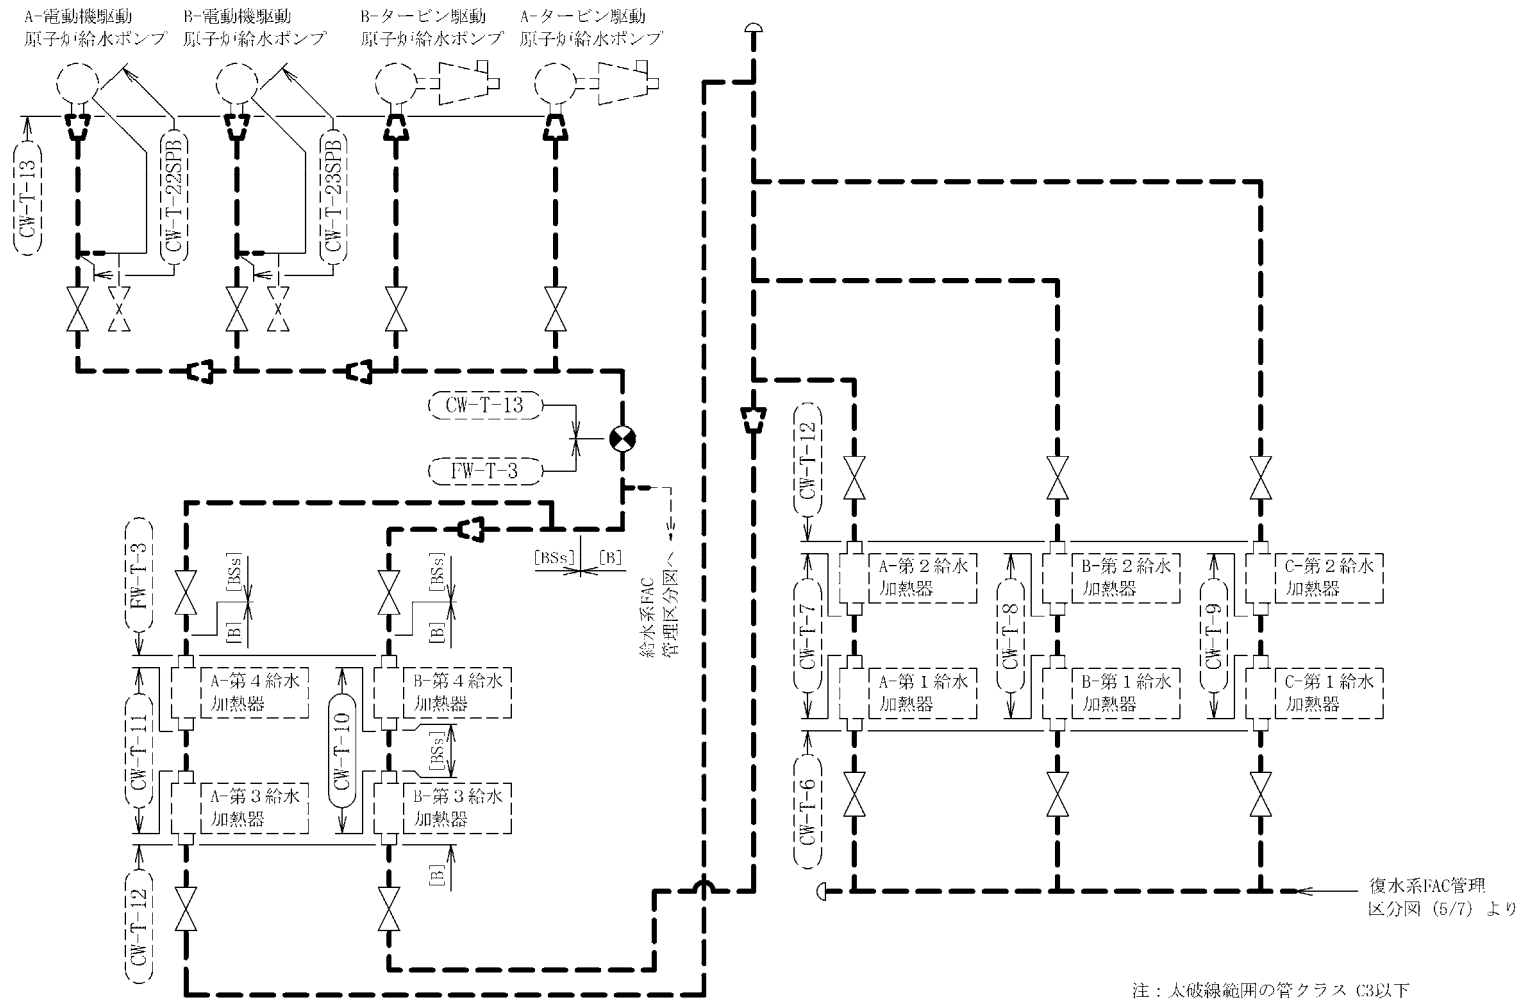 A-電動機駆動
原子炉給水ポンプ
B-電動機駆動
原子炉給水ポンプ
B-タービン駆動
原子炉給水ポンプ
A-タービン駆動
原子炉給水ポンプ
CW-T-13
CW-T-22SPB
CW-T-23SPB
CW-T-13
FW-T-3
[BSs]
[B]
給水系FAC
管理区分図へ
FW-T-3
[BSs]
[B]
[BSs]
[B]
A-第4給水
加熱器
B-第4給水
加熱器
CW-T-11
CW-T-10
[BSs]
A-第3給水
加熱器
B-第3給水
加熱器
[B]
CW-T-12
CW-T-12
A-第2給水
加熱器
B-第2給水
加熱器
C-第2給水
加熱器
CW-T-7
CW-T-8
CW-T-9
A-第1給水
加熱器
B-第1給水
加熱器
C-第1給水
加熱器
CW-T-6
復水系FAC管理
区分図 (5/7) より
注：太破線範囲の管クラス C3以下